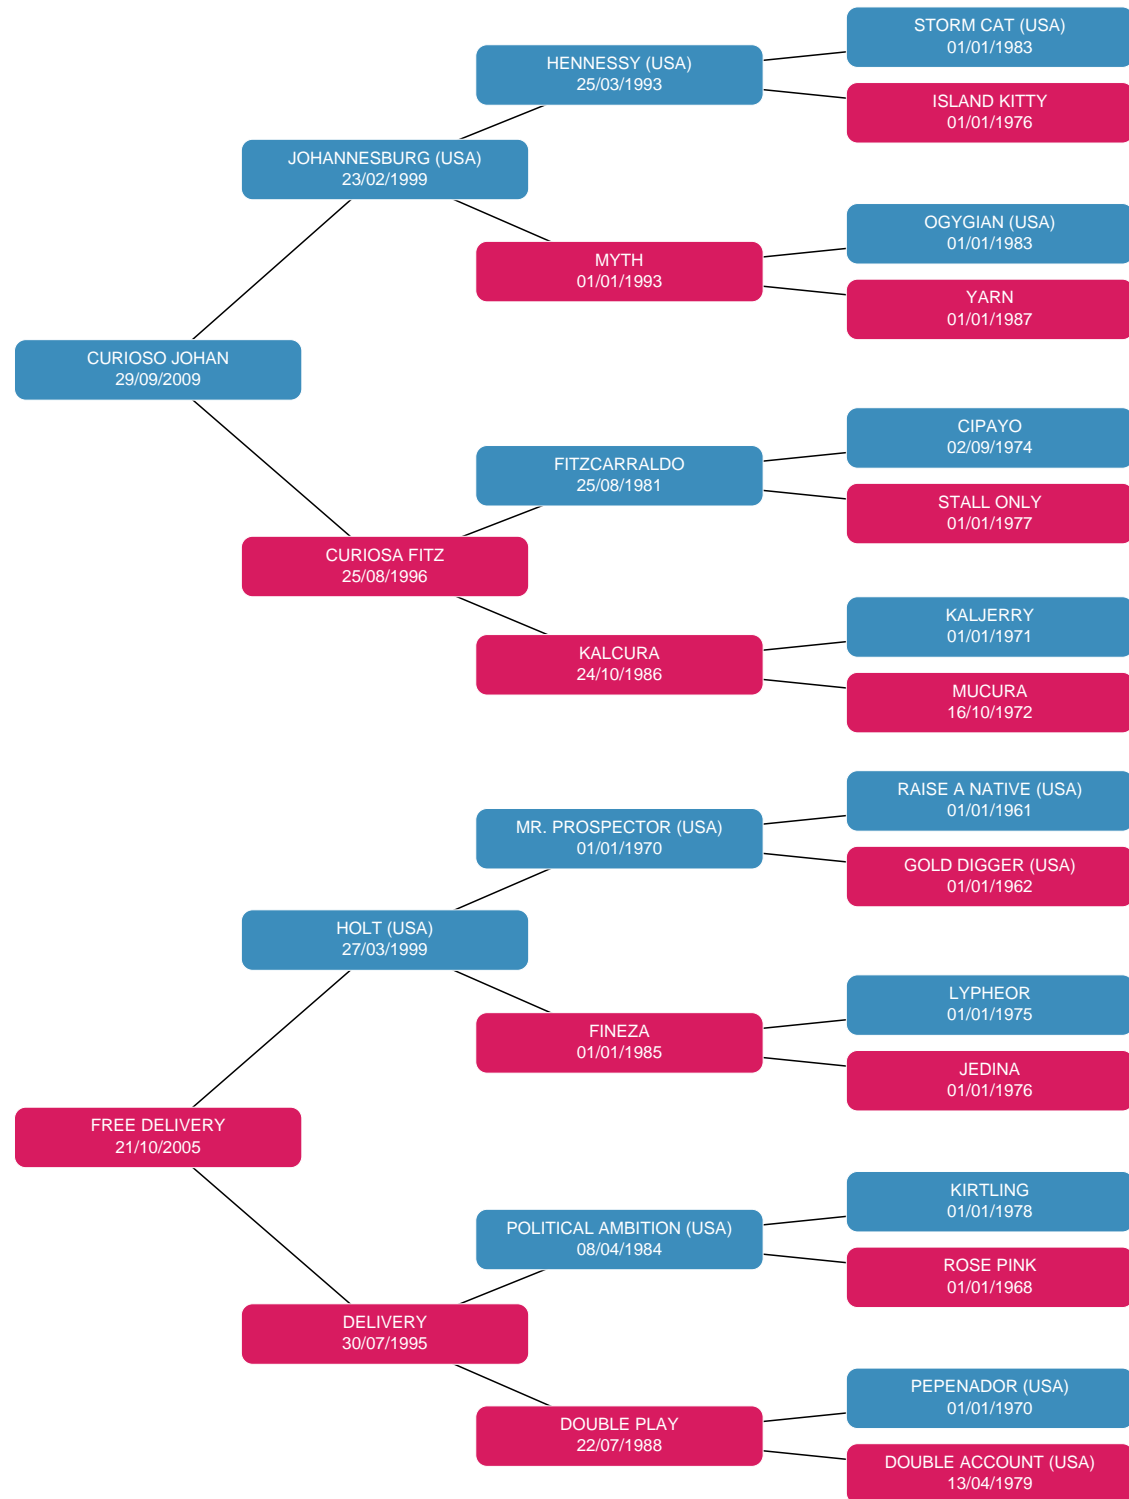 STORM CAT (USA)
01/01/1983
HENNESSY (USA)
25/03/1993
ISLAND KITTY
01/01/1976
JOHANNESBURG (USA)
23/02/1999
OGYGIAN (USA)
01/01/1983
MYTH
01/01/1993
YARN
01/01/1987
CURIOSO JOHAN
29/09/2009
CIPAYO
02/09/1974
FITZCARRALDO
25/08/1981
STALL ONLY
01/01/1977
CURIOSA FITZ
25/08/1996
KALJERRY
01/01/1971
KALCURA
24/10/1986
MUCURA
16/10/1972
RAISE A NATIVE (USA)
01/01/1961
MR. PROSPECTOR (USA)
01/01/1970
GOLD DIGGER (USA)
01/01/1962
HOLT (USA)
27/03/1999
LYPHEOR
01/01/1975
FINEZA
01/01/1985
JEDINA
01/01/1976
FREE DELIVERY
21/10/2005
KIRTLING
01/01/1978
POLITICAL AMBITION (USA)
08/04/1984
ROSE PINK
01/01/1968
DELIVERY
30/07/1995
PEPENADOR (USA)
01/01/1970
DOUBLE PLAY
22/07/1988
DOUBLE ACCOUNT (USA)
13/04/1979